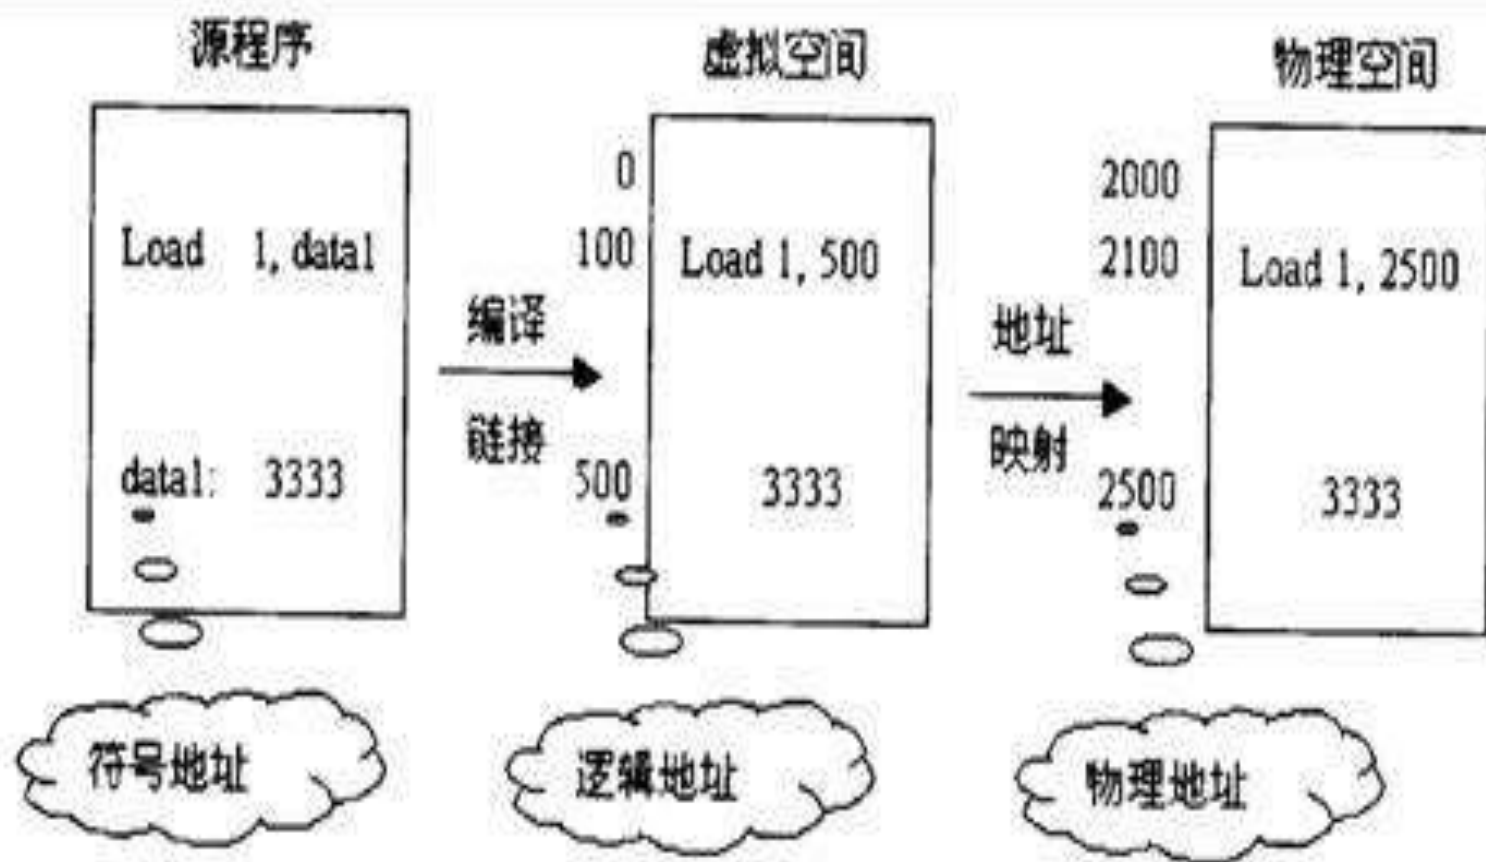 源程序
虚拟空间
物理空间
Load 1, data1
data1: 3333
编译
链接
0
100
Load 1, 500
500
3333
地址
映射
2000
2100
Load 1, 2500
2500
3333
符号地址
逻辑地址
物理地址